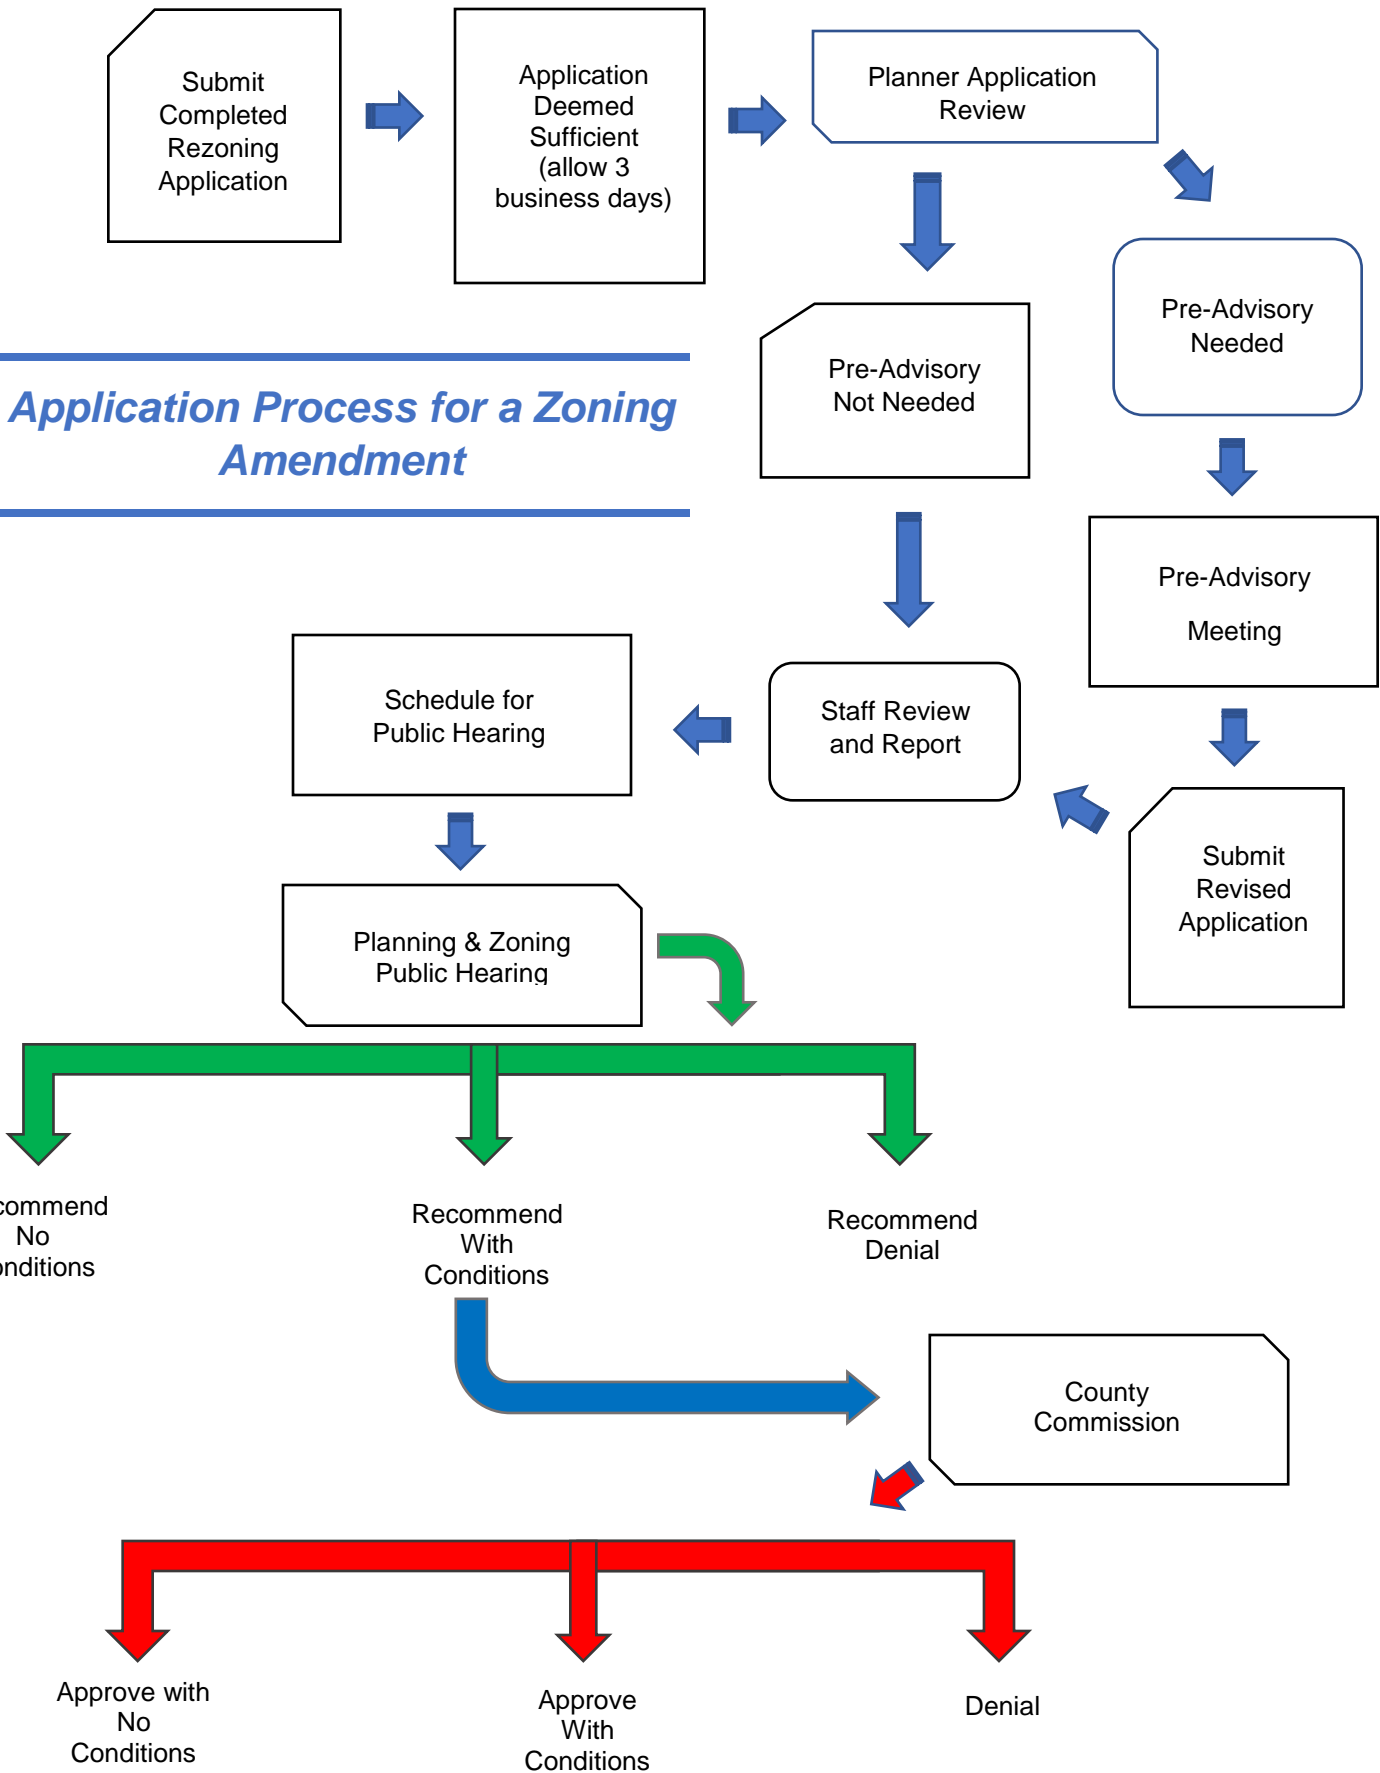 Submit
Completed
Rezoning
Application
Application
Deemed
Sufficient
(allow 3
business days)
Planner Application
Review
Pre-Advisory
Needed
Pre-Advisory
Not Needed
Application Process for a Zoning
Amendment
Pre-Advisory
Meeting
Schedule for
Public Hearing
Staff Review
and Report
Submit
Revised
Application
Planning & Zoning
Public Hearing
commend
No
onditions
Recommend
With
Conditions
Recommend
Denial
County
Commission
Approve with
No
Conditions
Approve
With
Conditions
Denial